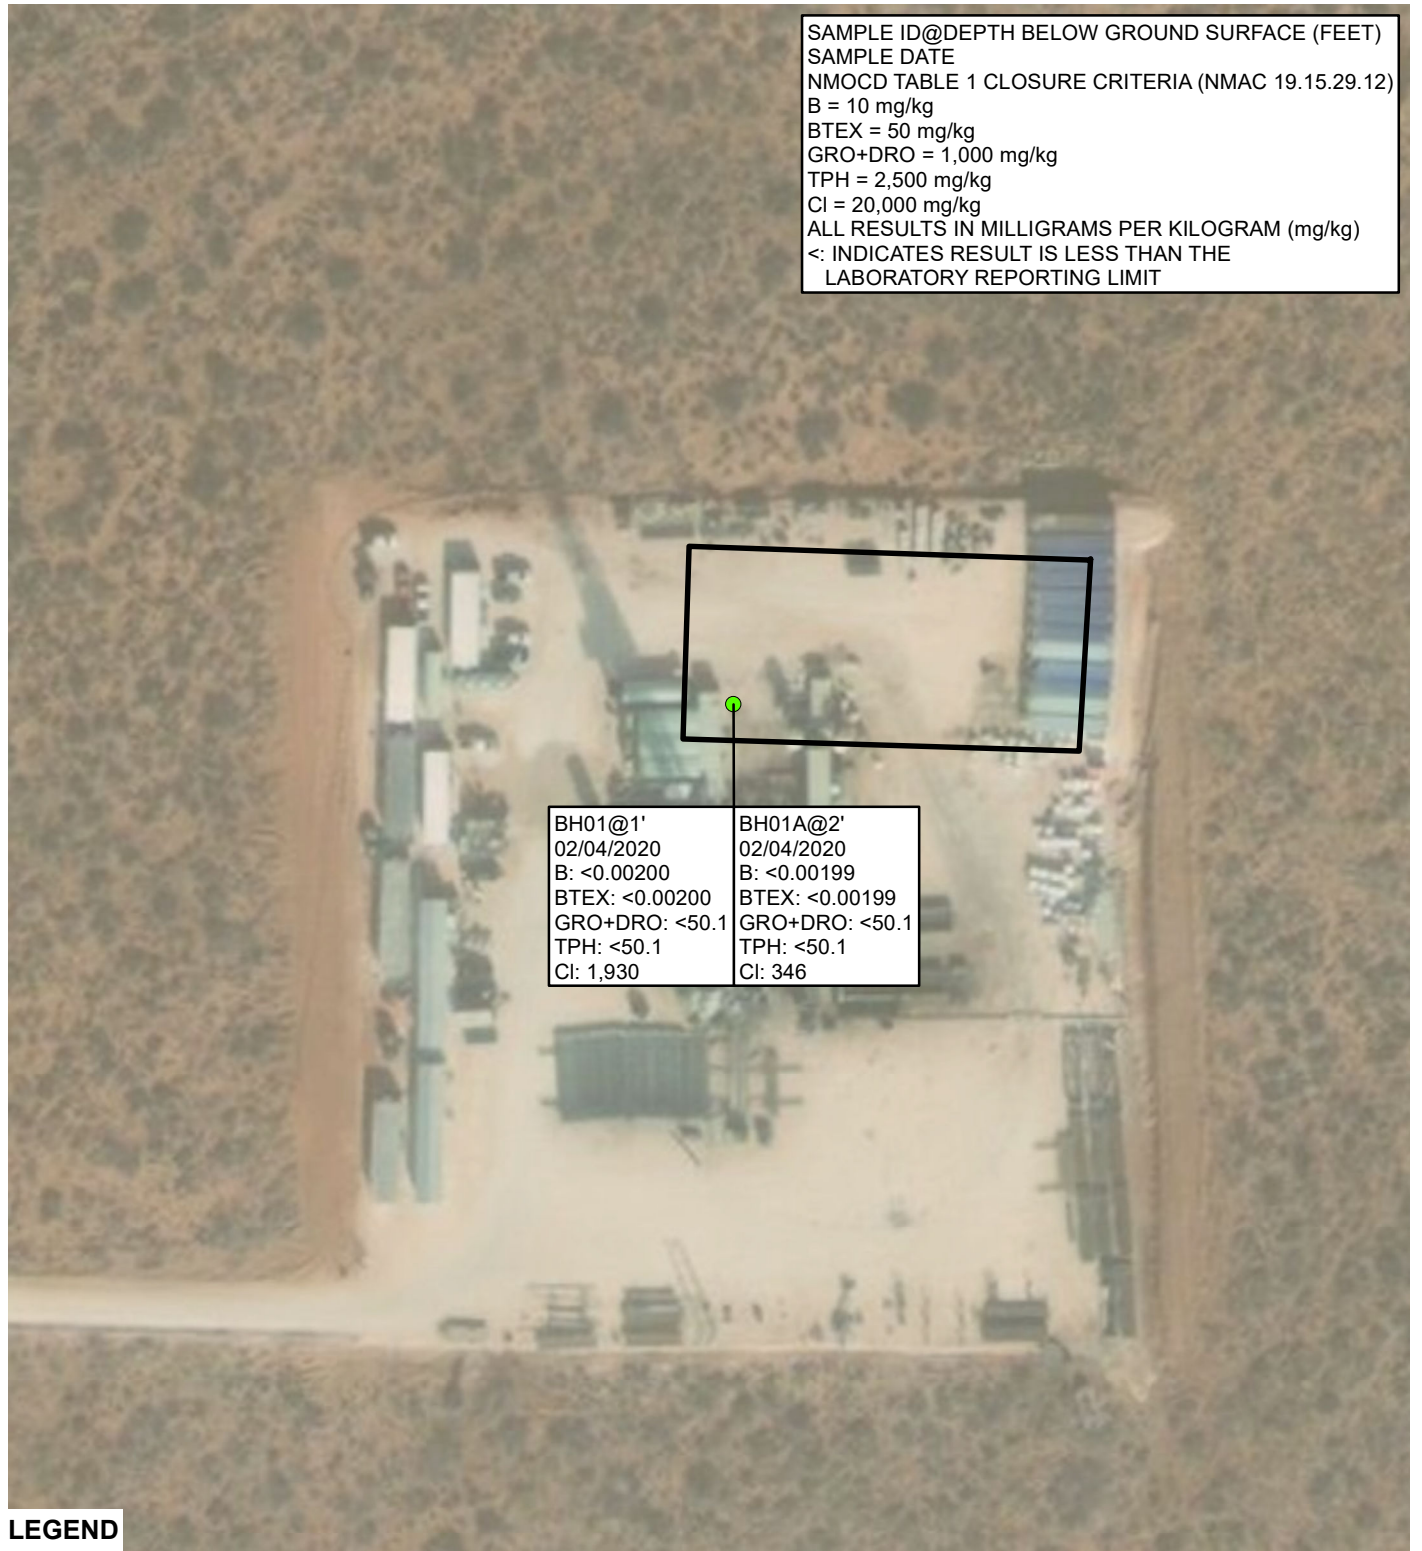 SAMPLE ID@DEPTH BELOW GROUND SURFACE (FEET)
SAMPLE DATE
NMOCD TABLE 1 CLOSURE CRITERIA (NMAC 19.15.29.12)
B = 10 mg/kg
BTEX = 50 mg/kg
GRO+DRO = 1,000 mg/kg
TPH = 2,500 mg/kg
Cl = 20,000 mg/kg
ALL RESULTS IN MILLIGRAMS PER KILOGRAM (mg/kg)
<: INDICATES RESULT IS LESS THAN THE
LABORATORY REPORTING LIMIT
BH01@1'
02/04/2020
B: <0.00200
BTEX: <0.00200
GRO+DRO: <50.1
TPH: <50.1
Cl: 1,930
BH01A@2'
02/04/2020
B: <0.00199
BTEX: <0.00199
GRO+DRO: <50.1
TPH: <50.1
Cl: 346
LEGEND